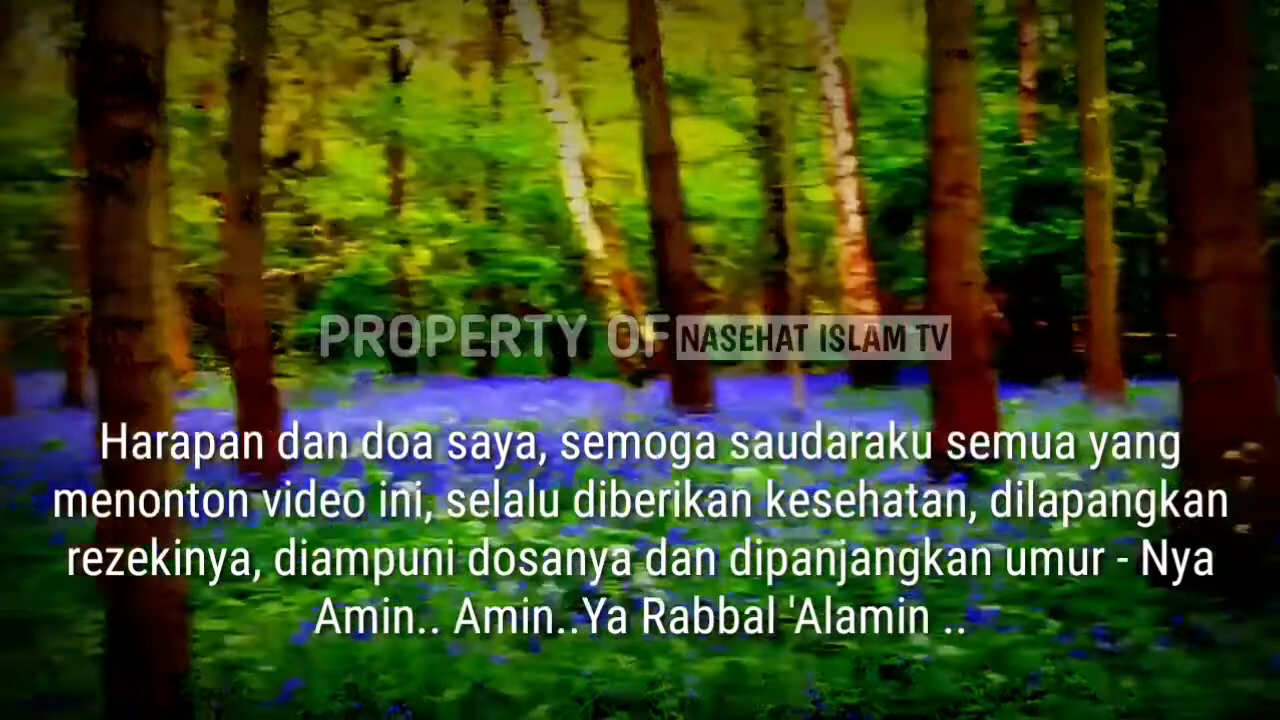 PROPERTY OF NASEHAT ISLAM TV
Harapan dan doa saya, semoga saudaraku semua yang
menonton video ini, selalu diberikan kesehatan, dilapangkan
rezekinya, diampuni dosanya dan dipanjangkan umur - Nya
Amin.. Amin..Ya Rabbal 'Alamin ..